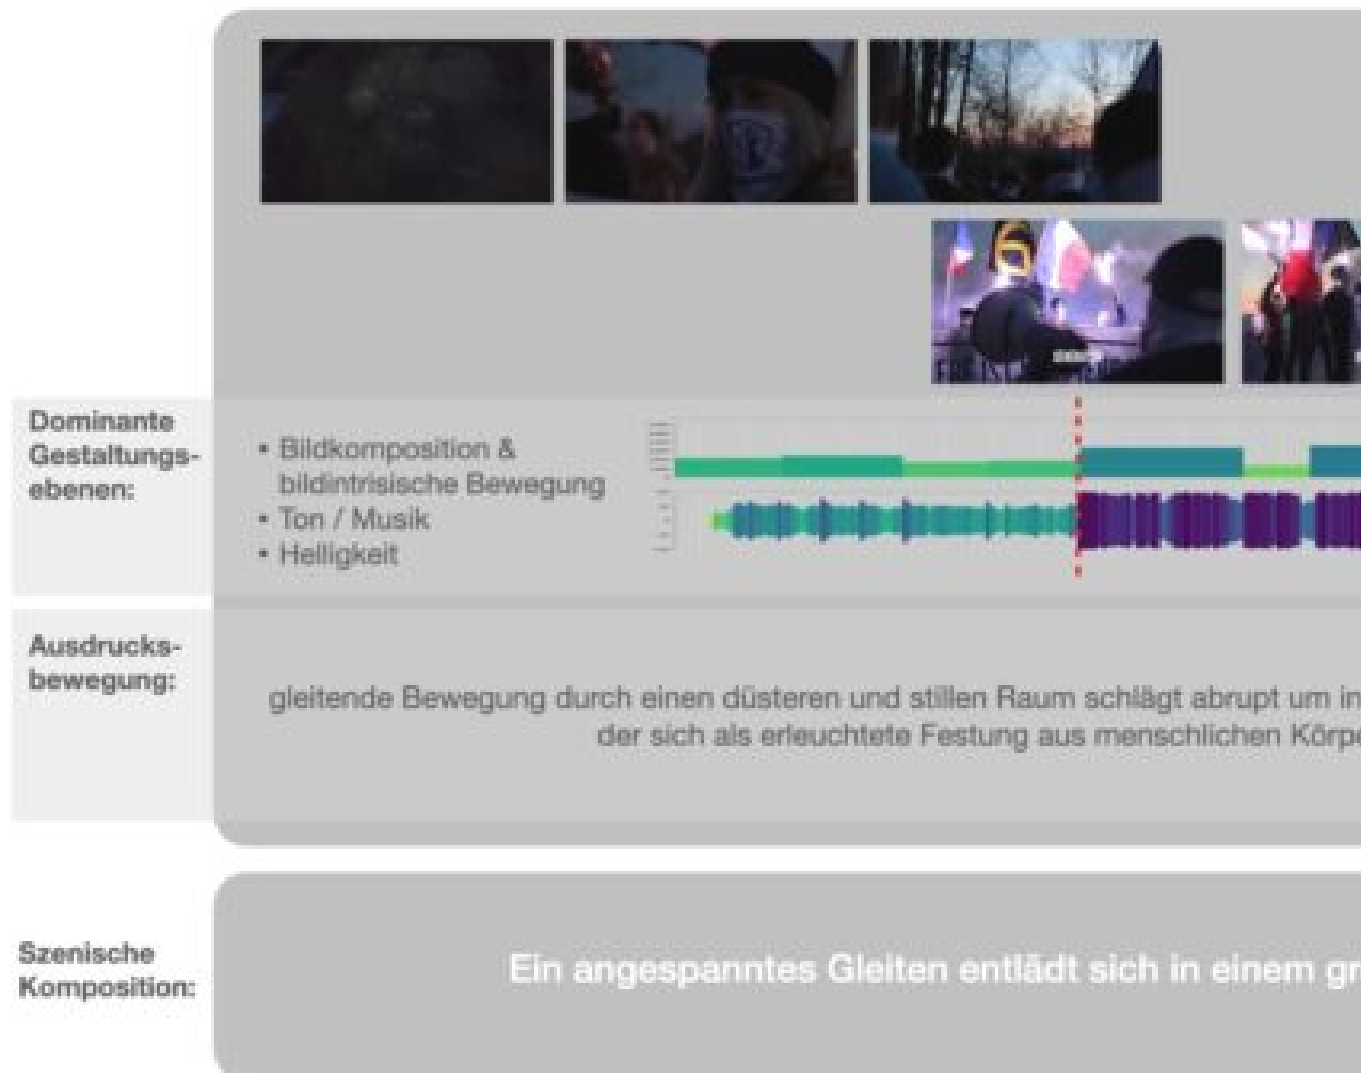 Dominante
Gestaltungs-
ebenen:
▪ Bildkomposition &
bildintrisische Bewegung
▪ Ton / Musik
▪ Helligkeit
Ausdrucks-
bewegung:
gleitende Bewegung durch einen düsteren und stillen Raum schlägt abrupt um in
der sich als erleuchtete Festung aus menschlichen Körpe
Szenische
Komposition:
Ein angespanntes Gleiten entlädt sich in einem gr